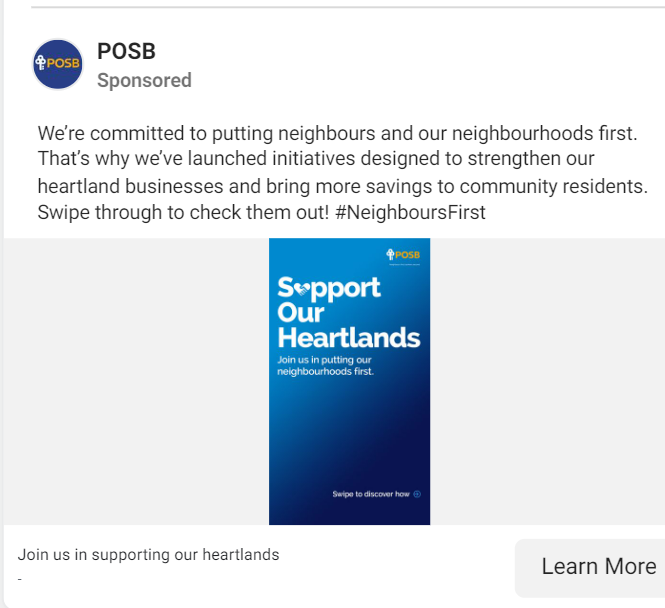 POSB
POSB
Sponsored
We're committed to putting neighbours and our neighbourhoods first.
That's why we've launched initiatives designed to strengthen our
heartland businesses and bring more savings to community residents.
Swipe through to check them out! #NeighboursFirst
POSB
Support
Our
Heartlands
Join us in putting our
neighbourhoods first.
Swipe to discover how
Join us in supporting our heartlands
-
Learn More